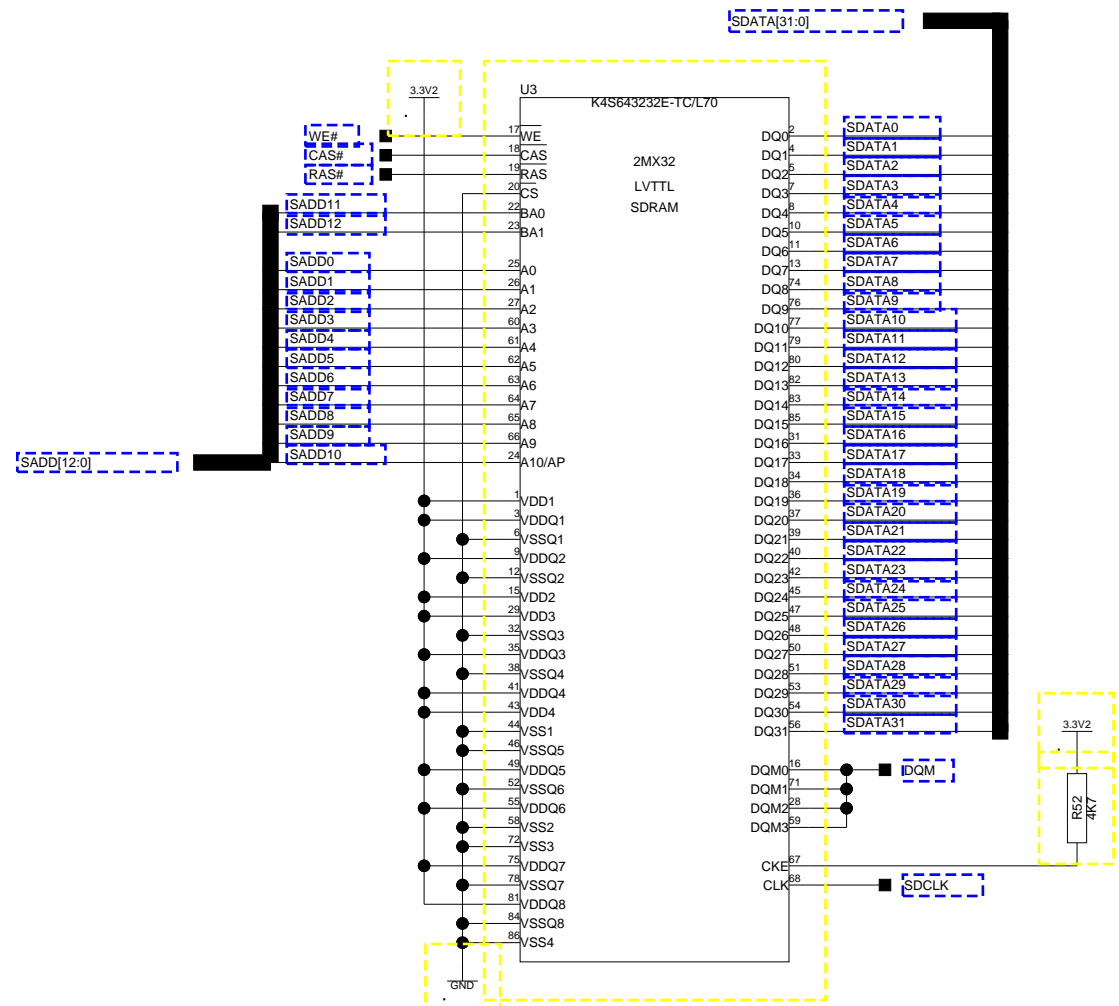 SDATA[31:0]
3.3V2
U3
K4S643232E-TC/L70
2MX32
LVTTL
SDRAM
WE# 17 WE
CAS# 18 CAS
RAS# 19 RAS
20 CS
SADD11 22 BA0
SADD12 23 BA1
SADD0 25 A0
SADD1 26 A1
SADD2 27 A2
SADD3 60 A3
SADD4 61 A4
SADD5 62 A5
SADD6 63 A6
SADD7 64 A7
SADD8 65 A8
SADD9 66 A9
SADD10 24 A10/AP
SADD[12:0]
1 VDD1
3 VDDQ1
6 VSSQ1
9 VDDQ2
12 VSSQ2
15 VDD2
29 VDD3
32 VSSQ3
35 VDDQ3
38 VSSQ4
41 VDDQ4
43 VDD4
44 VSS1
46 VSSQ5
49 VDDQ5
52 VSSQ6
55 VDDQ6
58 VSS2
72 VSS3
75 VDDQ7
78 VSSQ7
81 VDDQ8
84 VSSQ8
86 VSS4
GND
DQ0 2 SDATA0
DQ1 4 SDATA1
DQ2 5 SDATA2
DQ3 7 SDATA3
DQ4 8 SDATA4
DQ5 10 SDATA5
DQ6 11 SDATA6
DQ7 13 SDATA7
DQ8 74 SDATA8
DQ9 76 SDATA9
DQ10 77 SDATA10
DQ11 79 SDATA11
DQ12 80 SDATA12
DQ13 82 SDATA13
DQ14 83 SDATA14
DQ15 85 SDATA15
DQ16 31 SDATA16
DQ17 33 SDATA17
DQ18 34 SDATA18
DQ19 36 SDATA19
DQ20 37 SDATA20
DQ21 39 SDATA21
DQ22 40 SDATA22
DQ23 42 SDATA23
DQ24 45 SDATA24
DQ25 47 SDATA25
DQ26 48 SDATA26
DQ27 50 SDATA27
DQ28 51 SDATA28
DQ29 53 SDATA29
DQ30 54 SDATA30
DQ31 56 SDATA31
DQM0 16 DQM
DQM1 71
DQM2 28
DQM3 59
CKE 67
CLK 68 SDCLK
3.3V2
R52
4K7